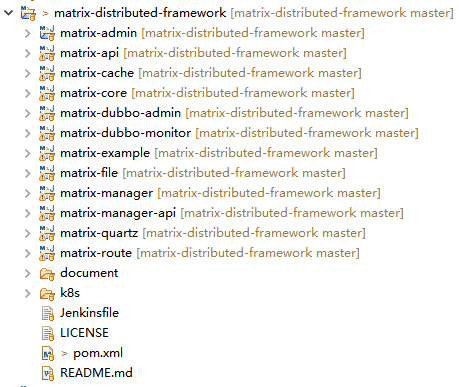 > matrix-distributed-framework [matrix-distributed-framework master]
matrix-admin [matrix-distributed-framework master]
matrix-api [matrix-distributed-framework master]
matrix-cache [matrix-distributed-framework master]
matrix-core [matrix-distributed-framework master]
matrix-dubbo-admin [matrix-distributed-framework master]
matrix-dubbo-monitor [matrix-distributed-framework master]
matrix-example [matrix-distributed-framework master]
matrix-file [matrix-distributed-framework master]
matrix-manager [matrix-distributed-framework master]
matrix-manager-api [matrix-distributed-framework master]
matrix-quartz [matrix-distributed-framework master]
matrix-route [matrix-distributed-framework master]
document
k8s
Jenkinsfile
LICENSE
> pom.xml
README.md